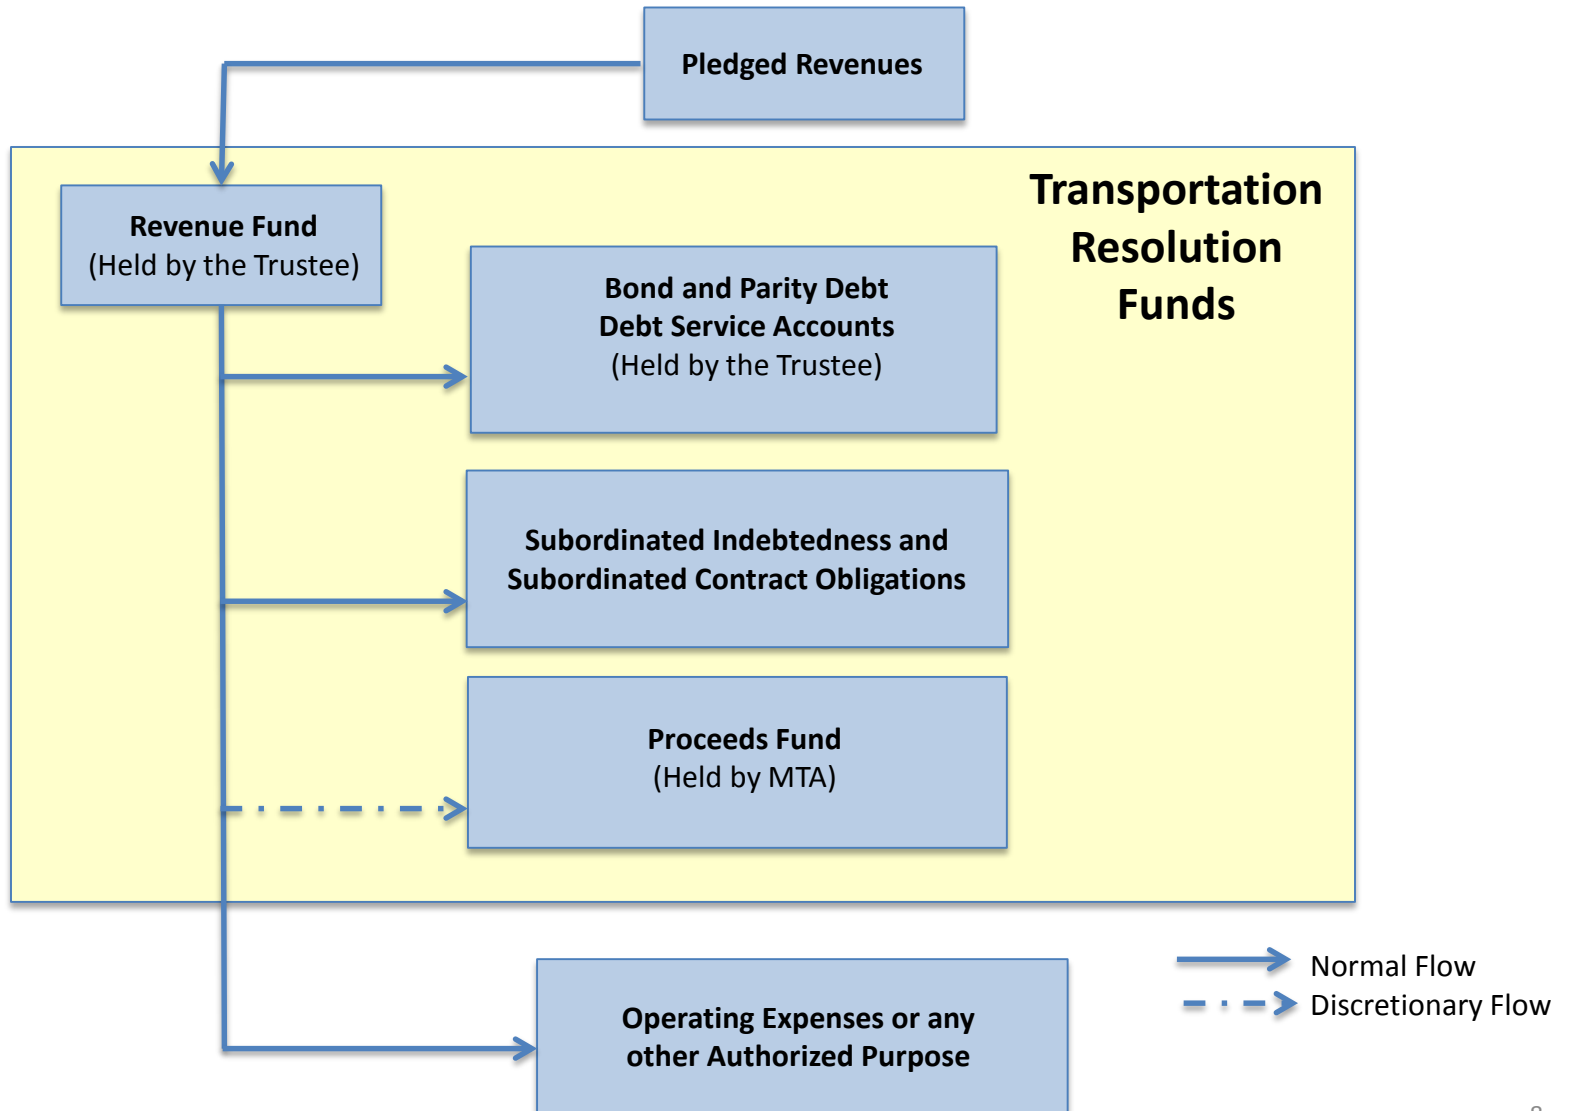 Pledged Revenues
Transportation
Resolution
Funds
Revenue Fund
(Held by the Trustee)
Bond and Parity Debt
Debt Service Accounts
(Held by the Trustee)
Subordinated Indebtedness and
Subordinated Contract Obligations
Proceeds Fund
(Held by MTA)
Normal Flow
Discretionary Flow
Operating Expenses or any
other Authorized Purpose